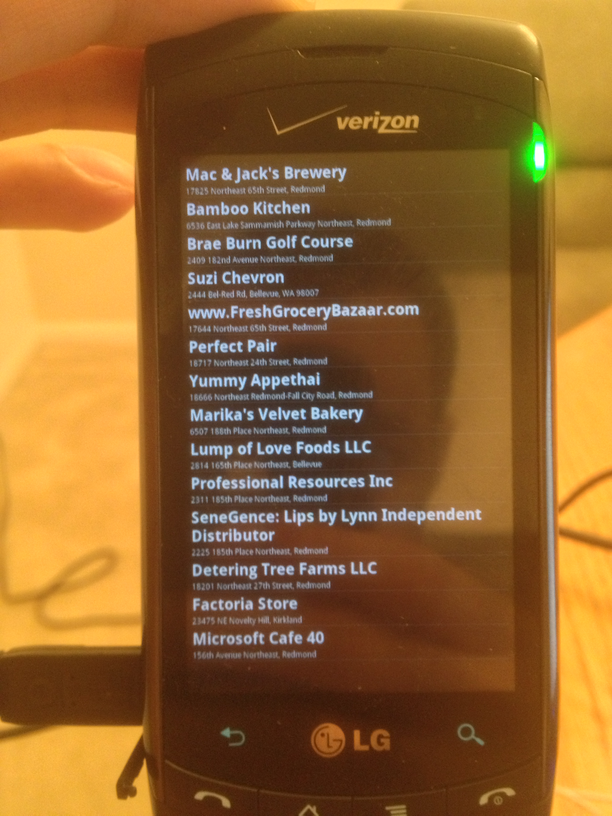 verizon
Mac & Jack's Brewery
17825 Northeast 65th Street, Redmond
Bamboo Kitchen
6536 East Lake Sammamish Parkway Northeast, Redmond
Brae Burn Golf Course
2409 182nd Avenue Northeast, Redmond
Suzi Chevron
2444 Bel-Red Rd, Bellevue, WA 98007
www.FreshGroceryBazaar.com
17644 Northeast 65th Street, Redmond
Perfect Pair
18717 Northeast 24th Street, Redmond
Yummy Appethai
18666 Northeast Redmond-Fall City Road, Redmond
Marika's Velvet Bakery
6507 188th Place Northeast, Redmond
Lump of Love Foods LLC
2814 165th Place Northeast, Bellevue
Professional Resources Inc
2311 185th Place Northeast, Redmond
SeneGence: Lips by Lynn Independent
Distributor
2225 185th Place Northeast, Redmond
Detering Tree Farms LLC
18201 Northeast 27th Street, Redmond
Factoria Store
23475 NE Novelty Hill, Kirkland
Microsoft Cafe 40
156th Avenue Northeast, Redmond
LG